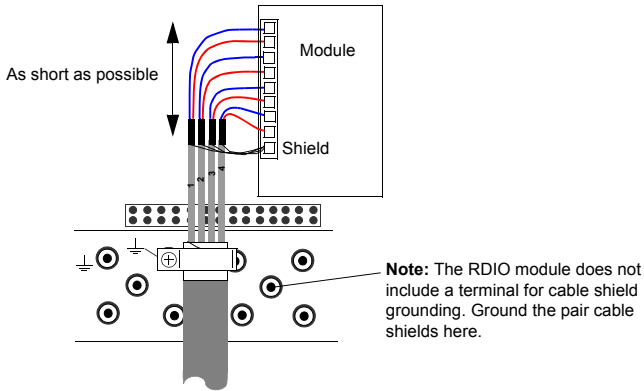 Module
As short as possible
Shield
1
2
3
4
Note: The RDIO module does not
include a terminal for cable shield
grounding. Ground the pair cable
shields here.